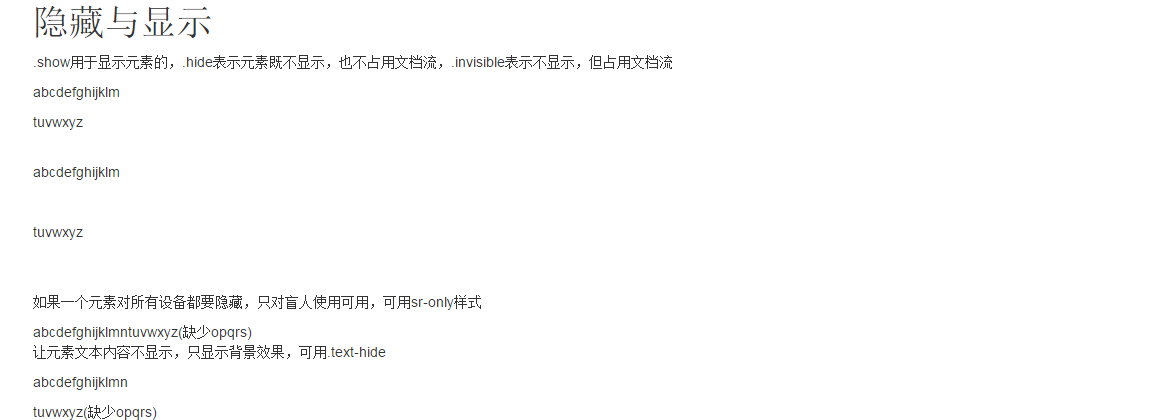 隐藏与显示
.show用于显示元素的，.hide表示元素既不显示，也不占用文档流，.invisible表示不显示，但占用文档流
abcdefghijklm
tuvwxyz
abcdefghijklm
tuvwxyz
如果一个元素对所有设备都要隐藏，只对盲人使用可用，可用sr-only样式
abcdefghijklmntuvwxyz(缺少opqrs)
让元素文本内容不显示，只显示背景效果，可用.text-hide
abcdefghijklmn
tuvwxyz(缺少opqrs)